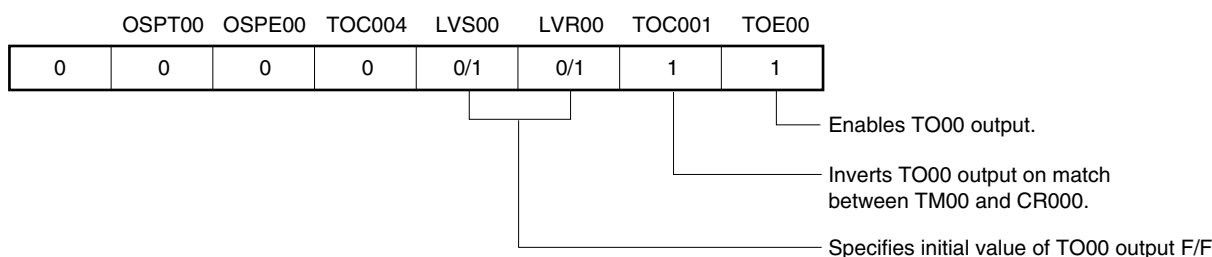 OSPT00 OSPE00 TOC004 LVS00 LVR00 TOC001 TOE00
0 0 0 0 0/1 0/1 1 1
Enables TO00 output.
Inverts TO00 output on match
between TM00 and CR000.
Specifies initial value of TO00 output F/F